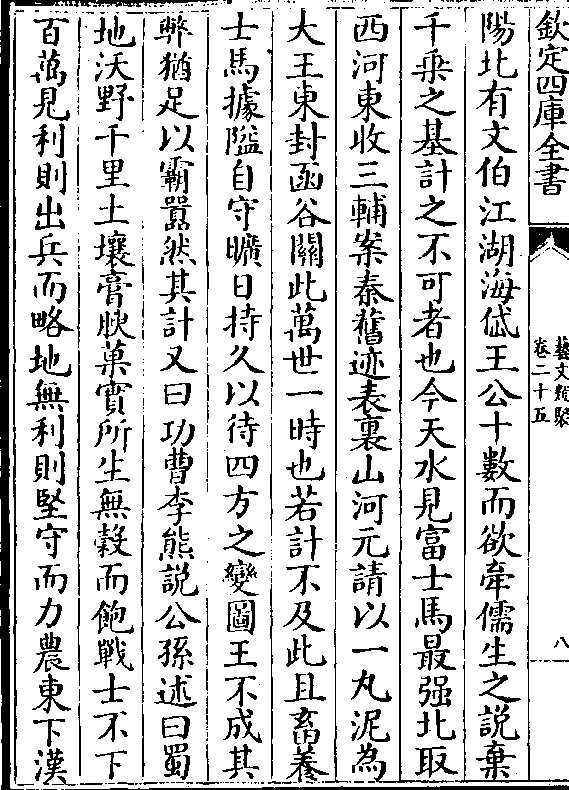 欽定四庫全書
藝文類聚
卷二十五
八
陽北有文伯江湖海岱王公十數而欲牽儒生之說棄
千乘之基計之不可者也今天水見富士馬最强北取
西河東收三輔案秦舊迹表裏山河元請以一丸泥為
大王東封函谷關此萬世一時也若計不及此且畜養
士馬據隘自守曠日持久以待四方之變圖王不成其
弊猶足以霸嚣然其計又曰功曹李熊說公孫述曰蜀
地沃野千里土壤膏腴菓實所生無穀而飽戰士不下
百萬見利則出兵而略地無利則堅守而力農東下漢